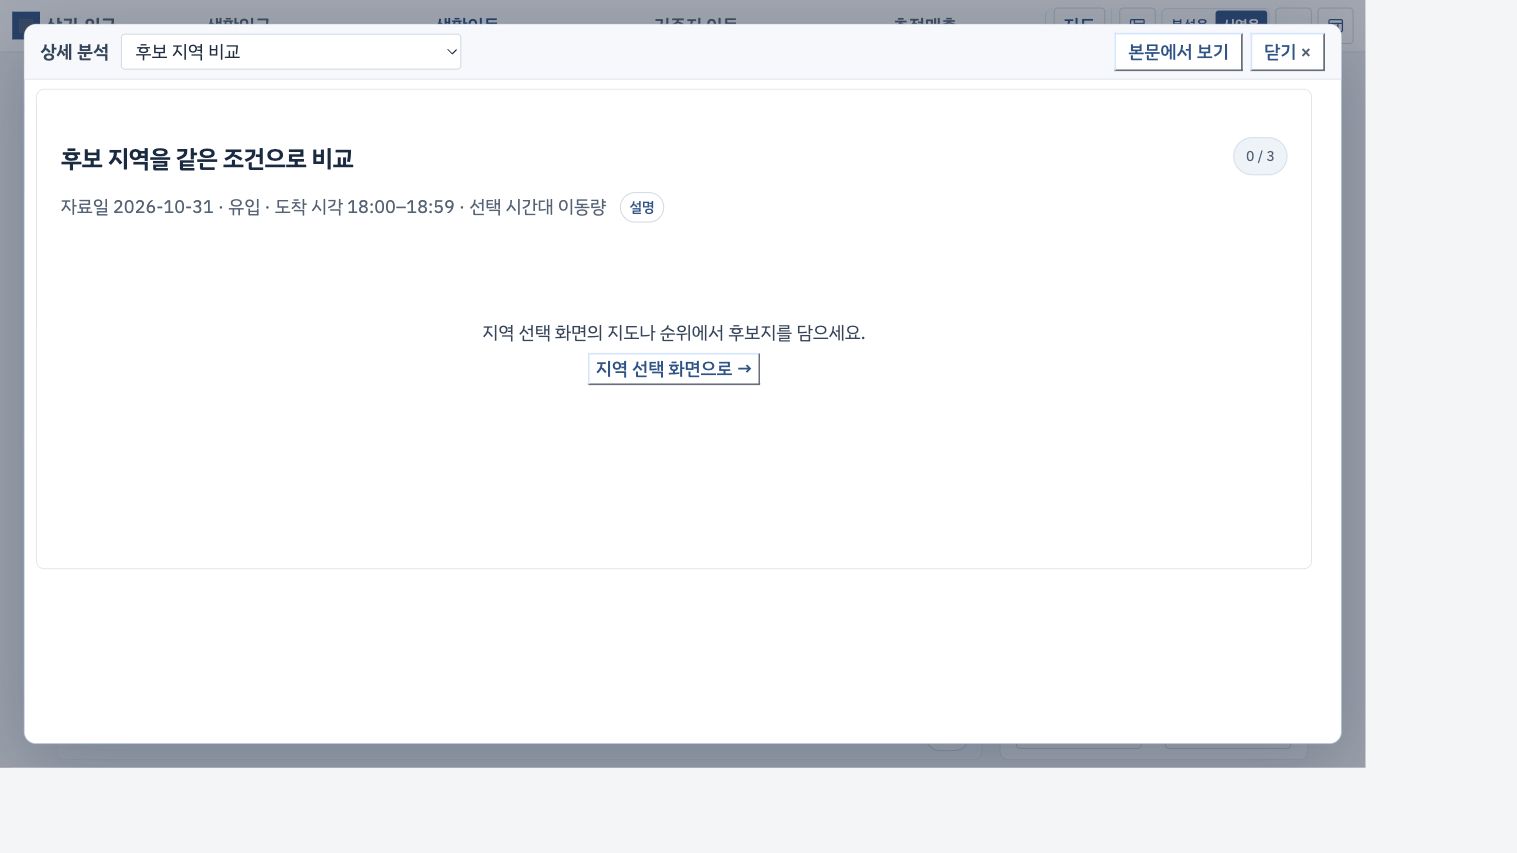 상세 분석
후보 지역 비교
본문에서 보기
닫기 ×
후보 지역을 같은 조건으로 비교
0 / 3
자료일 2026-10-31 · 유입 · 도착 시각 18:00–18:59 · 선택 시간대 이동량
설명
지역 선택 화면의 지도나 순위에서 후보지를 담으세요.
지역 선택 화면으로 →